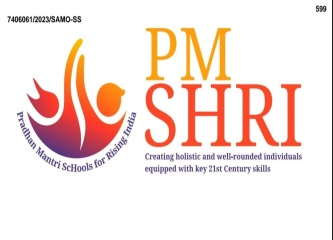 7406061/2023/SAMO-SS
599
PM
SHRI
Pradhan Mantri ScHools for Rising India
Creating holistic and well-rounded individuals
equipped with key 21st Century skills